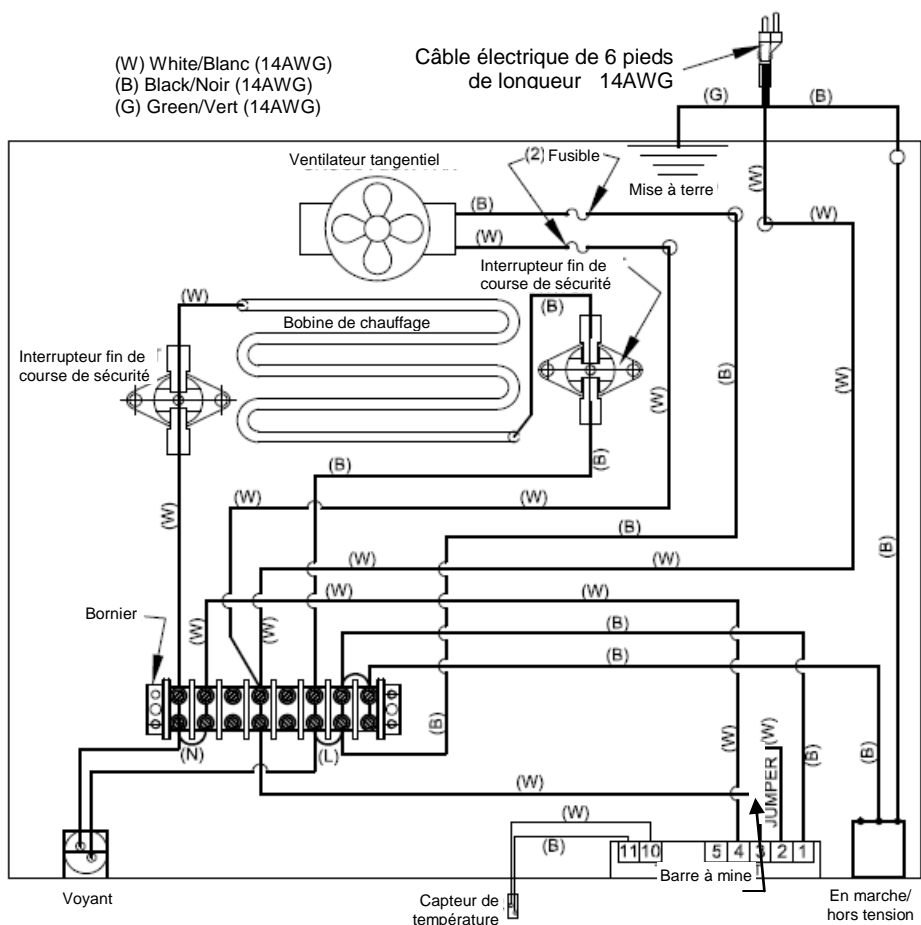 (W) White/Blanc (14AWG)
(B) Black/Noir (14AWG)
(G) Green/Vert (14AWG)
Câble électrique de 6 pieds
de longueur 14AWG
(G)
(B)
Ventilateur tangentiel
(2) Fusible
Mise à terre
(W)
(W)
(B)
(W)
Interrupteur fin de
course de sécurité
(W)
(B)
Bobine de chauffage
Interrupteur fin de
course de sécurité
(W)
(B)
(W)
(B)
(B)
(W)
(W)
(W)
(B)
(B)
(W)
(W)
(W)
(W)
Bornier
(W)
(W)
(B)
(B)
(N)
(L)
(B)
(W)
JUMPER
(W)
(B)
(B)
(W)
(W)
(B)
11
10
5
4
3
2
1
Barre à mine
Voyant
Capteur de
température
En marche/
hors tension